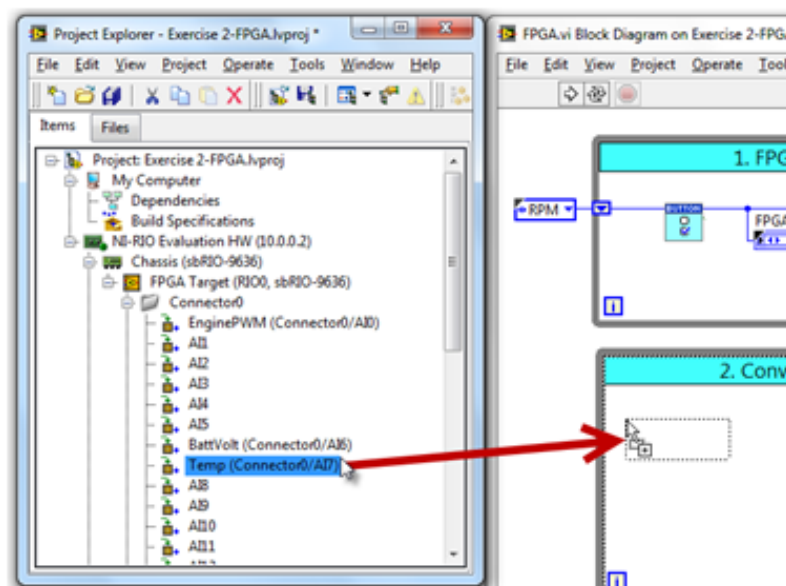 Project Explorer - Exercise 2-FPGA.lvproj *
File Edit View Project Operate Tools Window Help
Items Files
Project: Exercise 2-FPGA.lvproj
My Computer
Dependencies
Build Specifications
NI-RIO Evaluation HW (10.0.0.2)
Chassis (sbRIO-9636)
FPGA Target (RIO0, sbRIO-9636)
Connector0
EnginePWM (Connector0/AI0)
AI1
AI2
AI3
AI4
AI5
BattVolt (Connector0/AI6)
Temp (Connector0/AI7)
AI8
AI9
AI10
AI11
FPGA.vi Block Diagram on Exercise 2-FPGA
File Edit View Project Operate Tool
1. FPG
RPM
BUTTON
FPGA
i
2. Conv
i